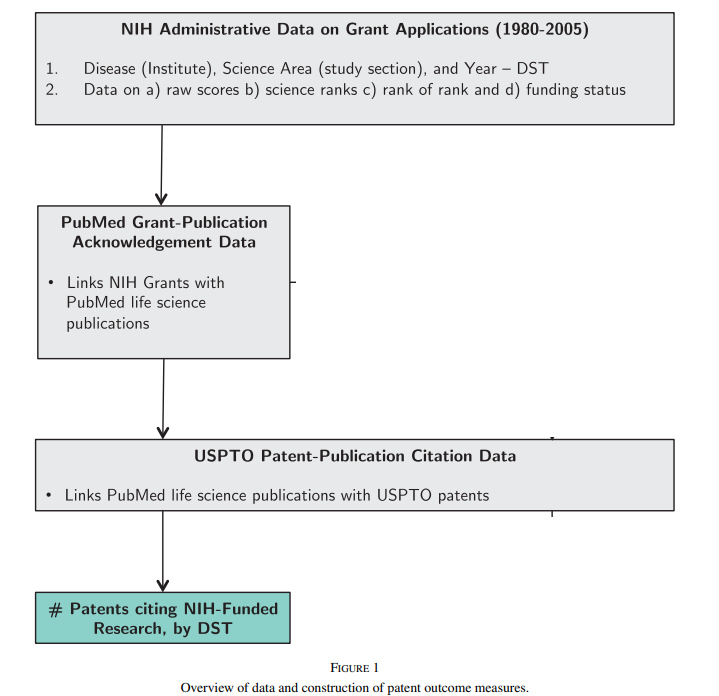 NIH Administrative Data on Grant Applications (1980-2005)
1. Disease (Institute), Science Area (study section), and Year – DST
2. Data on a) raw scores b) science ranks c) rank of rank and d) funding status
PubMed Grant-Publication
Acknowledgement Data
• Links NIH Grants with
PubMed life science
publications
USPTO Patent-Publication Citation Data
• Links PubMed life science publications with USPTO patents
# Patents citing NIH-Funded
Research, by DST
FIGURE 1
Overview of data and construction of patent outcome measures.